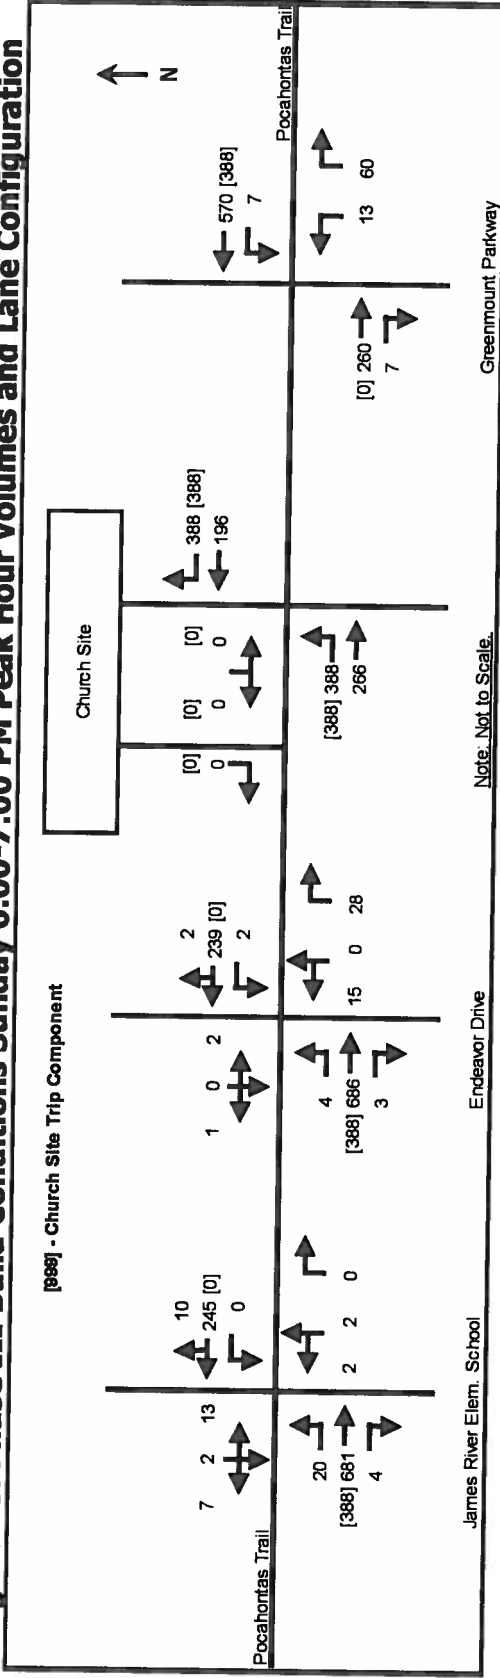 Build Conditions Sunday 6:00-7:00 PM Peak Hour Volumes and Lane Configuration
N
Church Site
[999] - Church Site Trip Component
7 2 13
10
245 [0]
0
1 0 2
2
239 [0]
2
[0]
0
[0] [0]
0 0
388 [388]
196
570 [388]
7
Pocahontas Trail
Pocahontas Trail
20
[388] 681
4
2 2 0
4
[388] 686
3
15 0 28
[388] 388
266
[0] 260
7
13 60
James River Elem. School
Endeavor Drive
Note: Not to Scale.
Greenmount Parkway